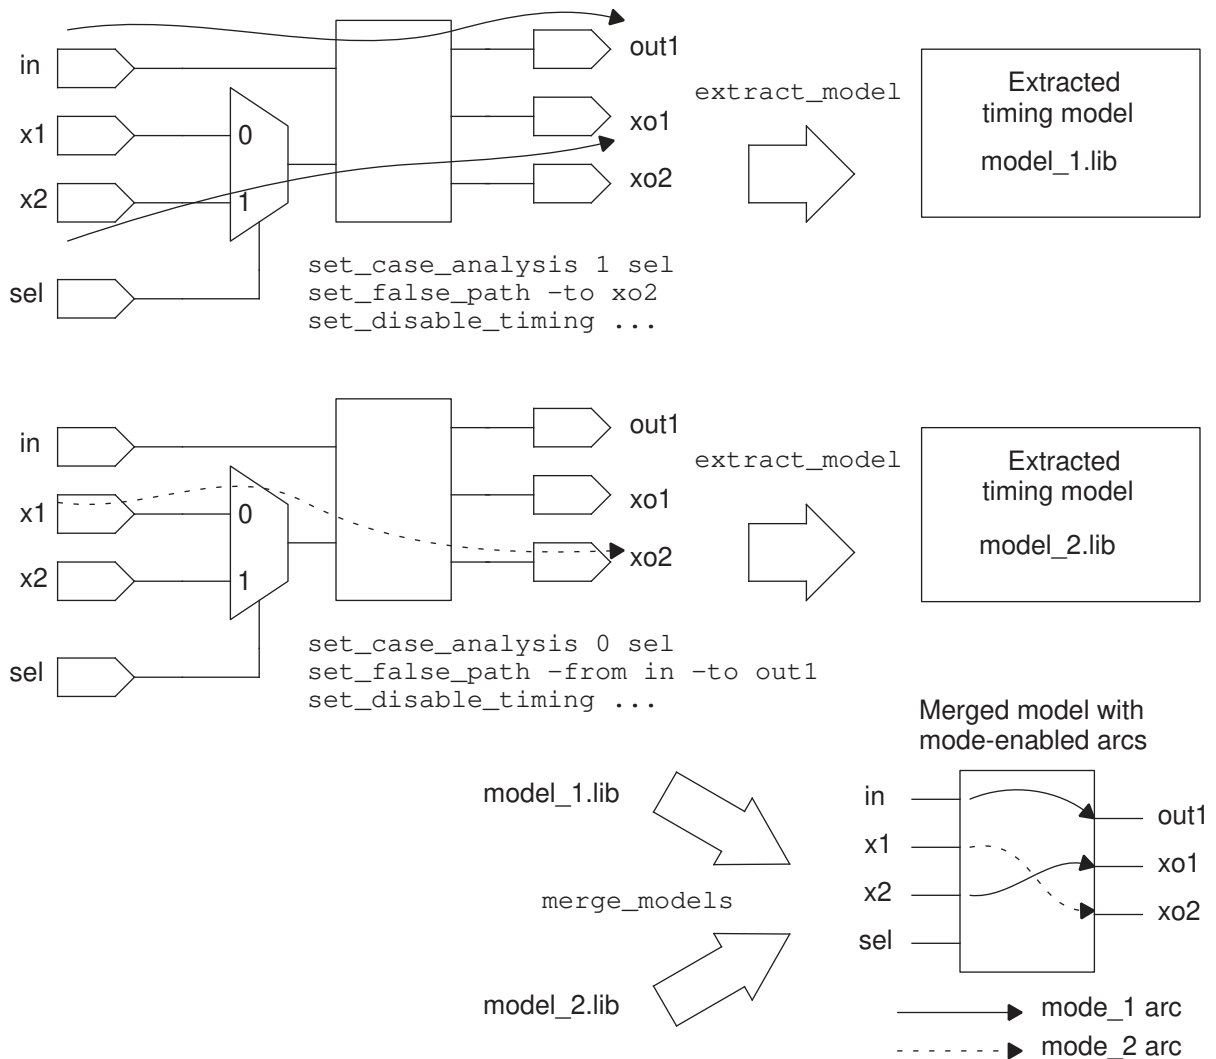 in
x1
x2
sel
0
1
out1
xo1
xo2
set_case_analysis 1 sel
set_false_path −to xo2
set_disable_timing ...
extract_model
Extracted
timing model
model_1.lib
in
x1
x2
sel
0
1
out1
xo1
xo2
set_case_analysis 0 sel
set_false_path −from in −to out1
set_disable_timing ...
extract_model
Extracted
timing model
model_2.lib
model_1.lib
merge_models
model_2.lib
Merged model with
mode-enabled arcs
in
x1
x2
sel
out1
xo1
xo2
mode_1 arc
mode_2 arc